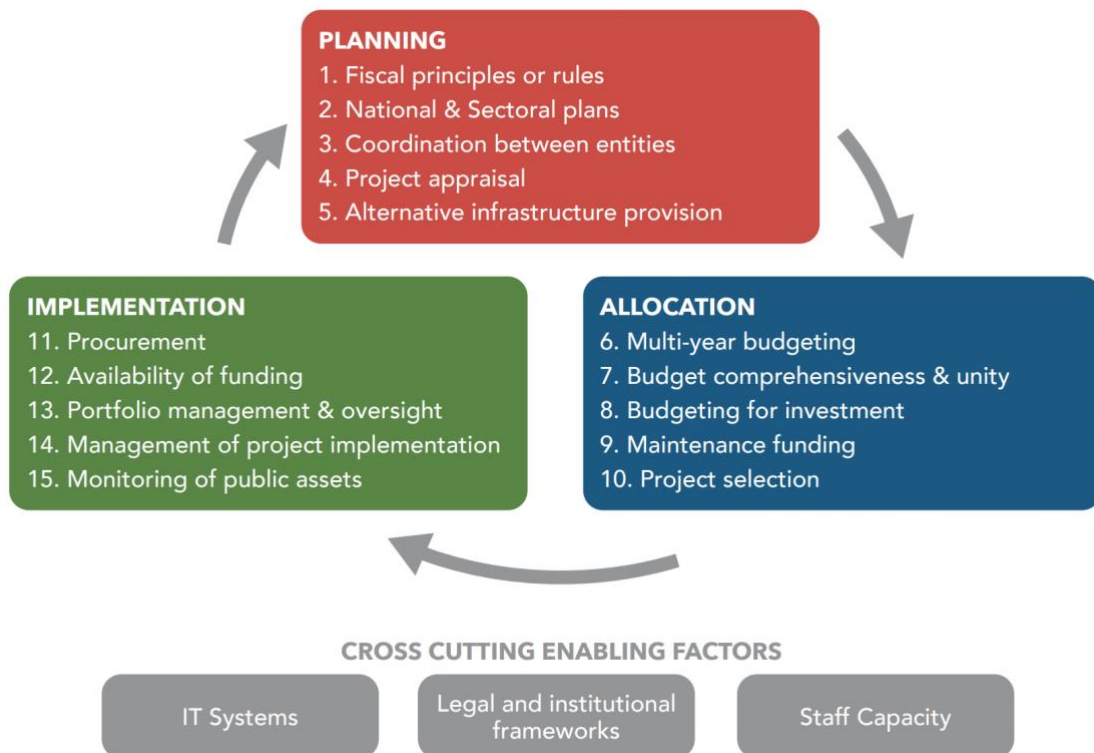 PLANNING
1. Fiscal principles or rules
2. National & Sectoral plans
3. Coordination between entities
4. Project appraisal
5. Alternative infrastructure provision
IMPLEMENTATION
11. Procurement
12. Availability of funding
13. Portfolio management & oversight
14. Management of project implementation
15. Monitoring of public assets
ALLOCATION
6. Multi-year budgeting
7. Budget comprehensiveness & unity
8. Budgeting for investment
9. Maintenance funding
10. Project selection
CROSS CUTTING ENABLING FACTORS
IT Systems
Legal and institutional
frameworks
Staff Capacity